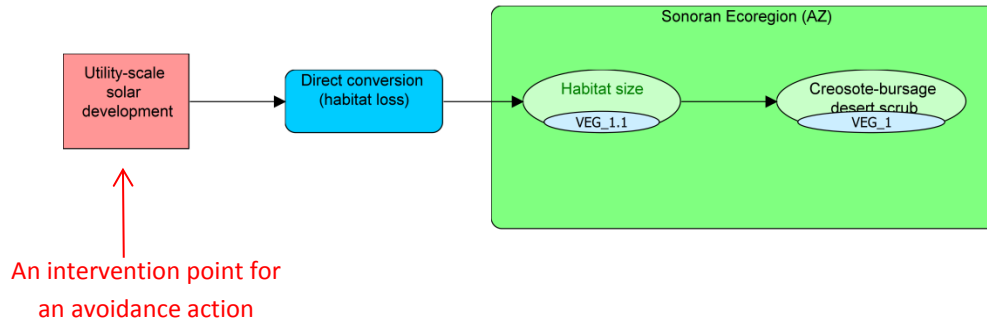 Sonoran Ecoregion (AZ)
Utility-scale
solar
development
Direct conversion
(habitat loss)
Habitat size
VEG_1.1
Creosote-bursage
desert scrub
VEG_1
An intervention point for
an avoidance action